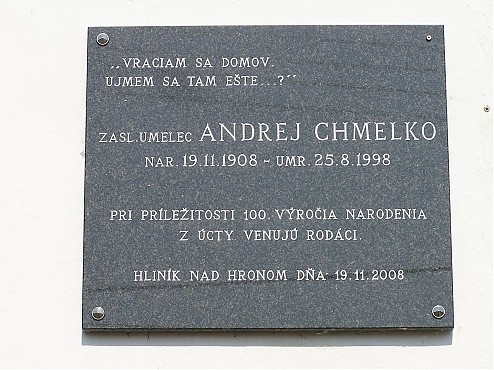 „VRACIAM SA DOMOV.
UJMEM SA TAM EŠTE...?"
ZASL.UMELEC ANDREJ CHMELKO
NAR. 19.11.1908 - UMR. 25.8.1998
PRI PRÍLEŽITOSTI 100. VÝROČIA NARODENIA
Z ÚCTY VENUJÚ RODÁCI.
HLINÍK NAD HRONOM DŇA 19.11.2008